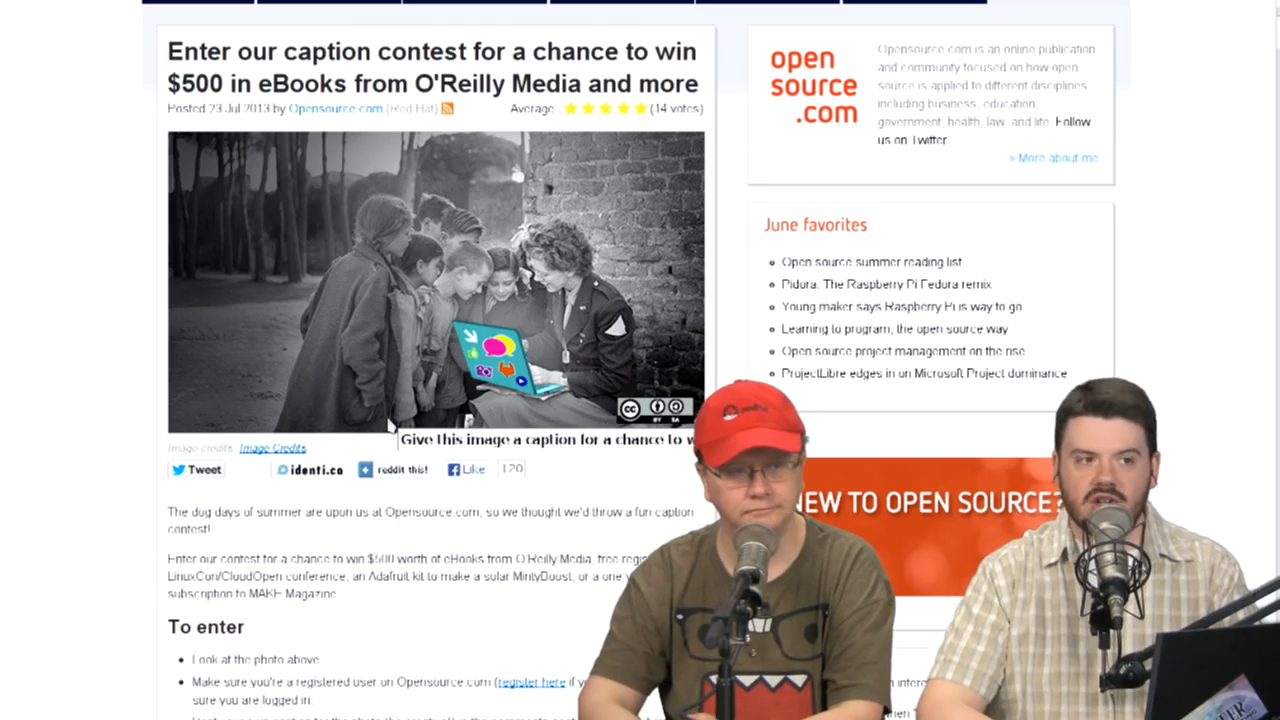 Enter our caption contest for a chance to win
$500 in eBooks from O'Reilly Media and more
Posted 23 Jul 2013 by Opensource.com (Red Hat)
Average: (14 votes)
BY SA
Give this image a caption for a chance to w
Image credits: Image Credits
Tweet
identi.ca
reddit this!
Like
120
The dog days of summer are upon us at Opensource.com, so we thought we'd throw a fun caption
contest!
Enter our contest for a chance to win $500 worth of eBooks from O'Reilly Media, free regis
LinuxCon/CloudOpen conference, an Adafruit kit to make a solar MintyBoost, or a one y
subscription to MAKE Magazine.
To enter
Look at the photo above
Make sure you're a registered user on Opensource.com (register here if y
sure you are logged in.
open
source
.com
Opensource.com is an online publication
and community focused on how open
source is applied to different disciplines
including business, education,
government, health, law, and life. Follow
us on Twitter
» More about me
June favorites
Open source summer reading list
Pidora: The Raspberry Pi Fedora remix
Young maker says Raspberry Pi is way to go
Learning to program, the open source way
Open source project management on the rise
ProjectLibre edges in on Microsoft Project dominance
NEW TO OPEN SOURCE?